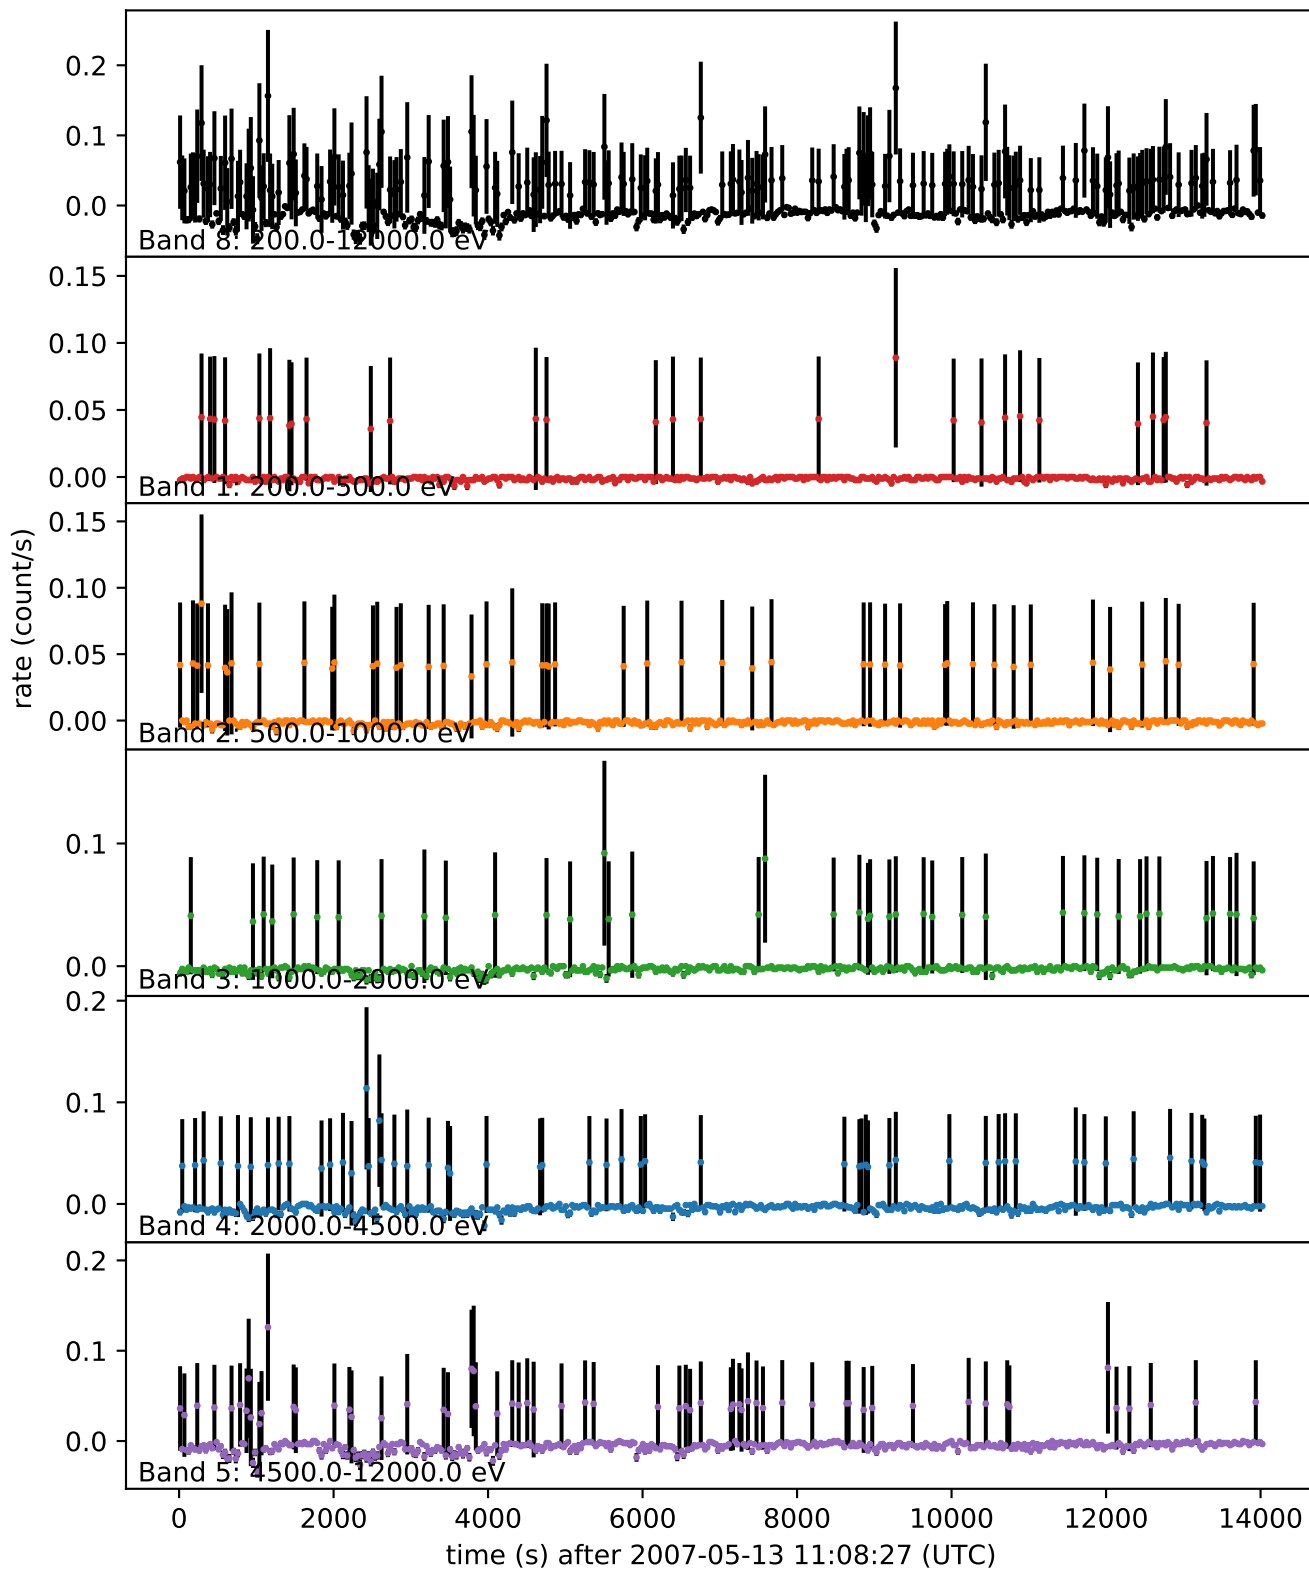 0.2
0.1
0.0
Band 8: 200.0-12000.0 eV
0.15
0.10
0.05
0.00
Band 1: 200.0-500.0 eV
0.15
0.10
0.05
0.00
Band 2: 500.0-1000.0 eV
rate (count/s)
0.1
0.0
Band 3: 1000.0-2000.0 eV
0.2
0.1
0.0
Band 4: 2000.0-4500.0 eV
0.2
0.1
0.0
Band 5: 4500.0-12000.0 eV
0 2000 4000 6000 8000 10000 12000 14000
time (s) after 2007-05-13 11:08:27 (UTC)